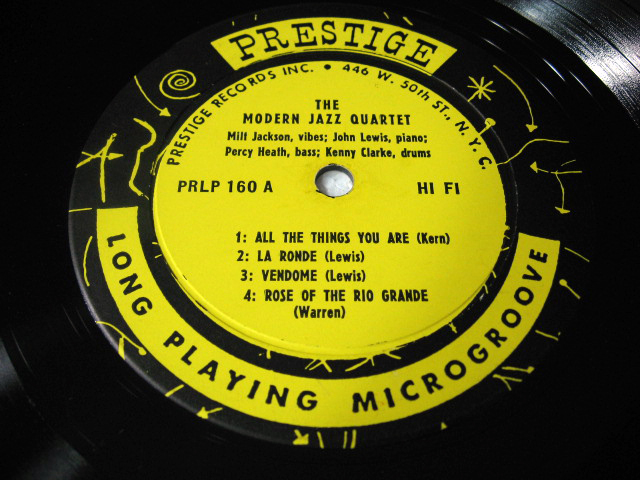 PRESTIGE
PRESTIGE RECORDS INC. • 446 W. 50th ST., N.Y.C.
THE
MODERN JAZZ QUARTET
Milt Jackson, vibes; John Lewis, piano;
Percy Heath, bass; Kenny Clarke, drums
PRLP 160 A HI FI
1: ALL THE THINGS YOU ARE (Kern)
2: LA RONDE (Lewis)
3: VENDOME (Lewis)
4: ROSE OF THE RIO GRANDE
(Warren)
LONG PLAYING MICROGROOVE